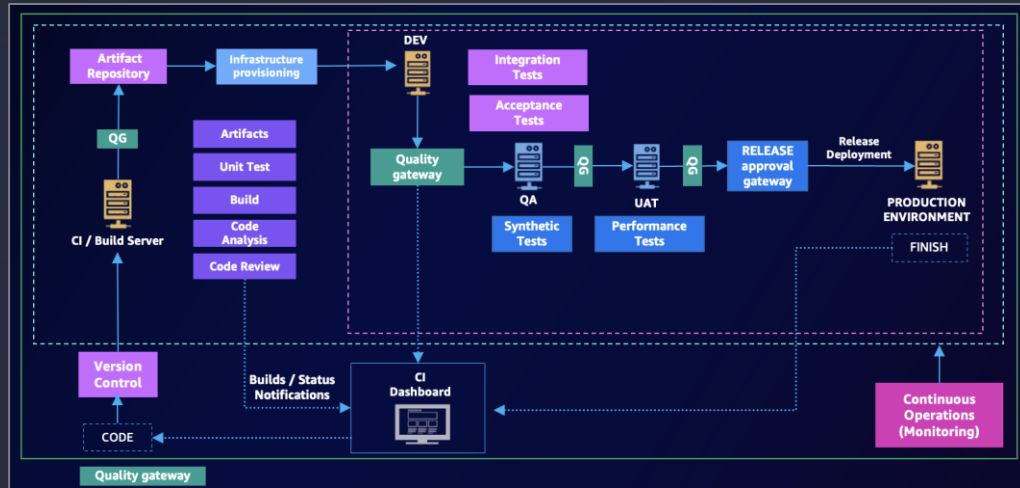 Artifact
Repository
Infrastructure
provisioning
DEV
Integration
Tests
Acceptance
Tests
QG
Artifacts
Unit Test
Build
Code
Analysis
Code Review
CI / Build Server
Quality
gateway
QA
QG
UAT
QG
RELEASE
approval
gateway
Release
Deployment
PRODUCTION
ENVIRONMENT
Synthetic
Tests
Performance
Tests
FINISH
Version
Control
Builds / Status
Notifications
CI
Dashboard
Continuous
Operations
(Monitoring)
CODE
Quality gateway